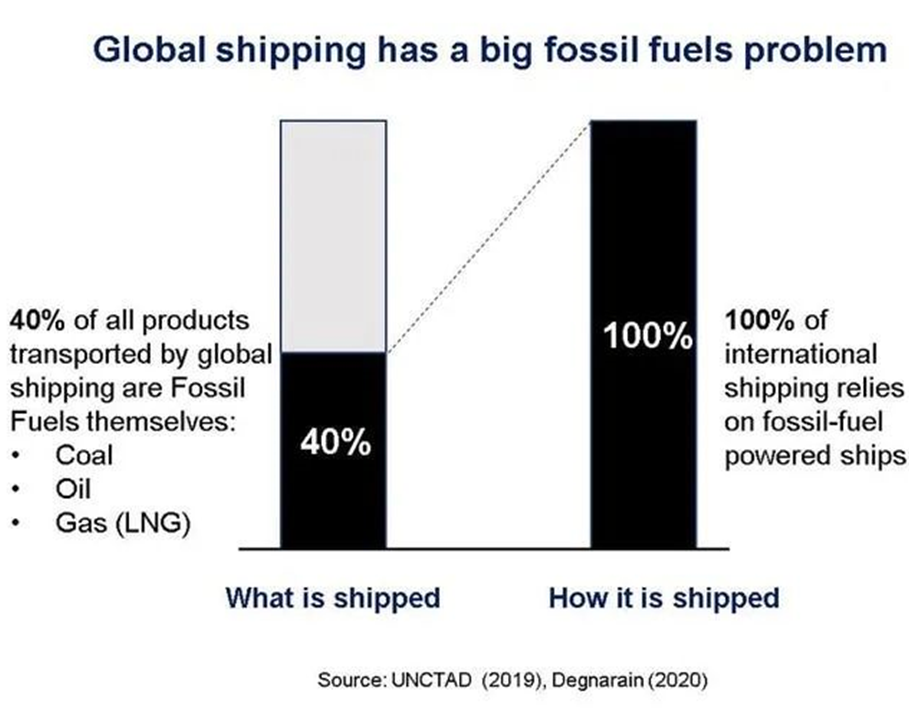 Global shipping has a big fossil fuels problem
40% of all products
transported by global
shipping are Fossil
Fuels themselves:
• Coal
• Oil
• Gas (LNG)
40%
100%
100% of
international
shipping relies
on fossil-fuel
powered ships
What is shipped
How it is shipped
Source: UNCTAD (2019), Degnarain (2020)